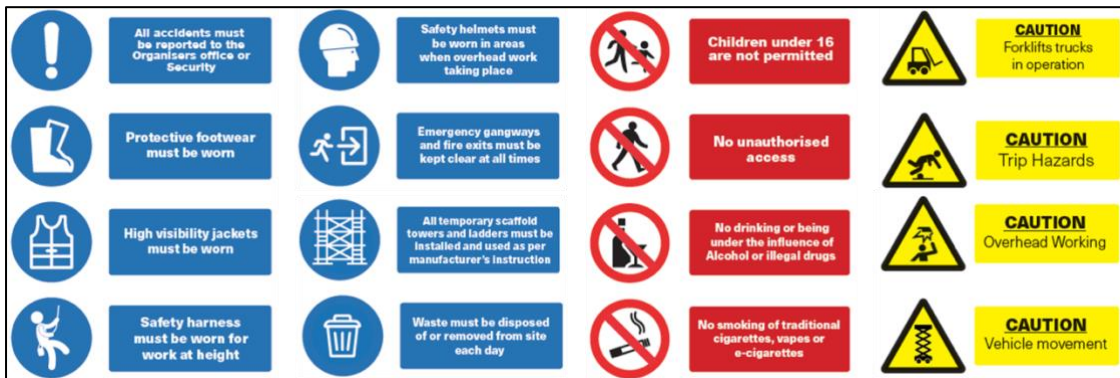 All accidents must
be reported to the
Organisers office or
Security
Safety helmets must
be worn in areas
when overhead work
taking place
Children under 16
are not permitted
CAUTION
Forklifts trucks
in operation
Protective footwear
must be worn
Emergency gangways
and fire exits must be
kept clear at all times
No unauthorised
access
CAUTION
Trip Hazards
High visibility jackets
must be worn
All temporary scaffold
towers and ladders must be
installed and used as per
manufacturer's instruction
No drinking or being
under the influence of
Alcohol or illegal drugs
CAUTION
Overhead Working
Safety harness
must be worn for
work at height
Waste must be disposed
of or removed from site
each day
No smoking of traditional
cigarettes, vapes or
e-cigarettes
CAUTION
Vehicle movement